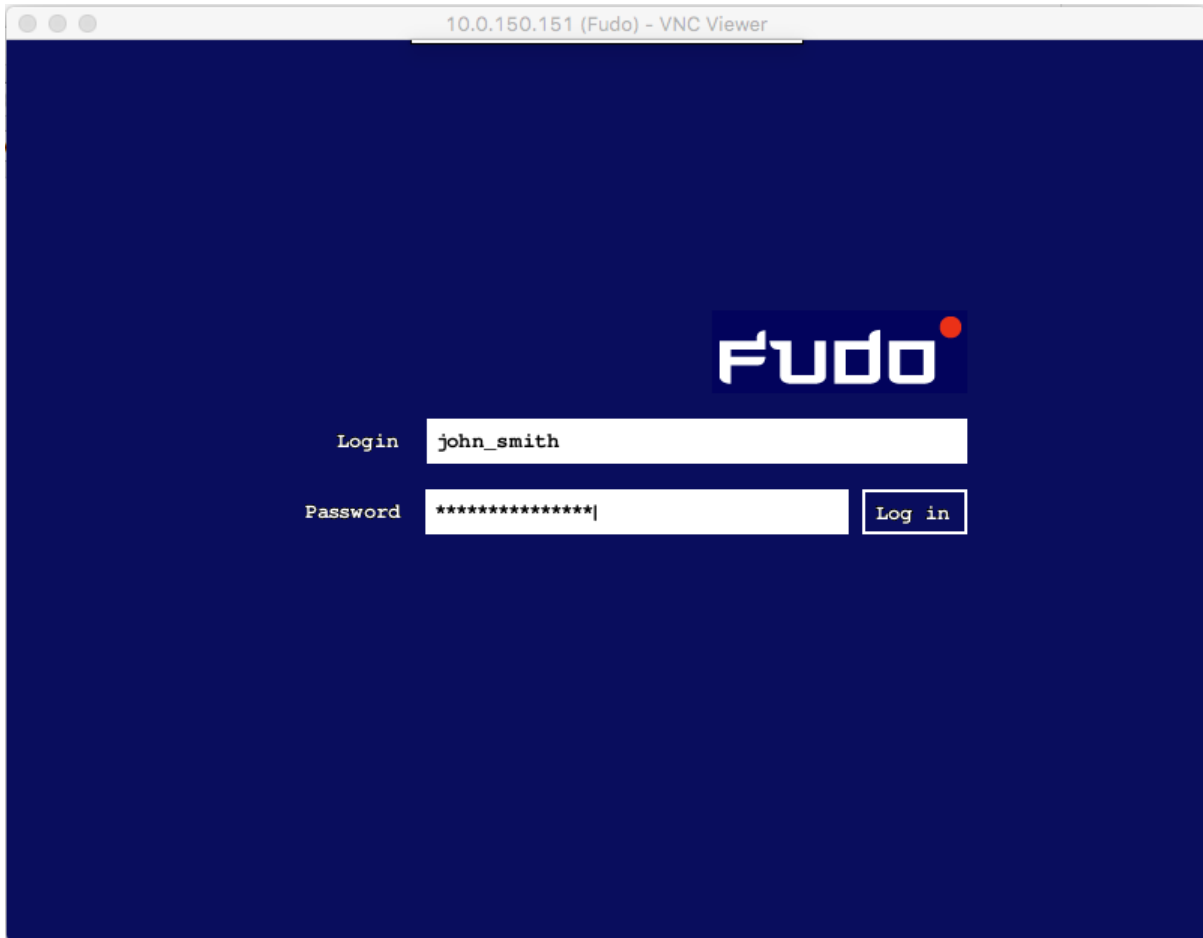 10.0.150.151 (Fudo) - VNC Viewer
Fudo
Login john_smith
Password ***************
Log in